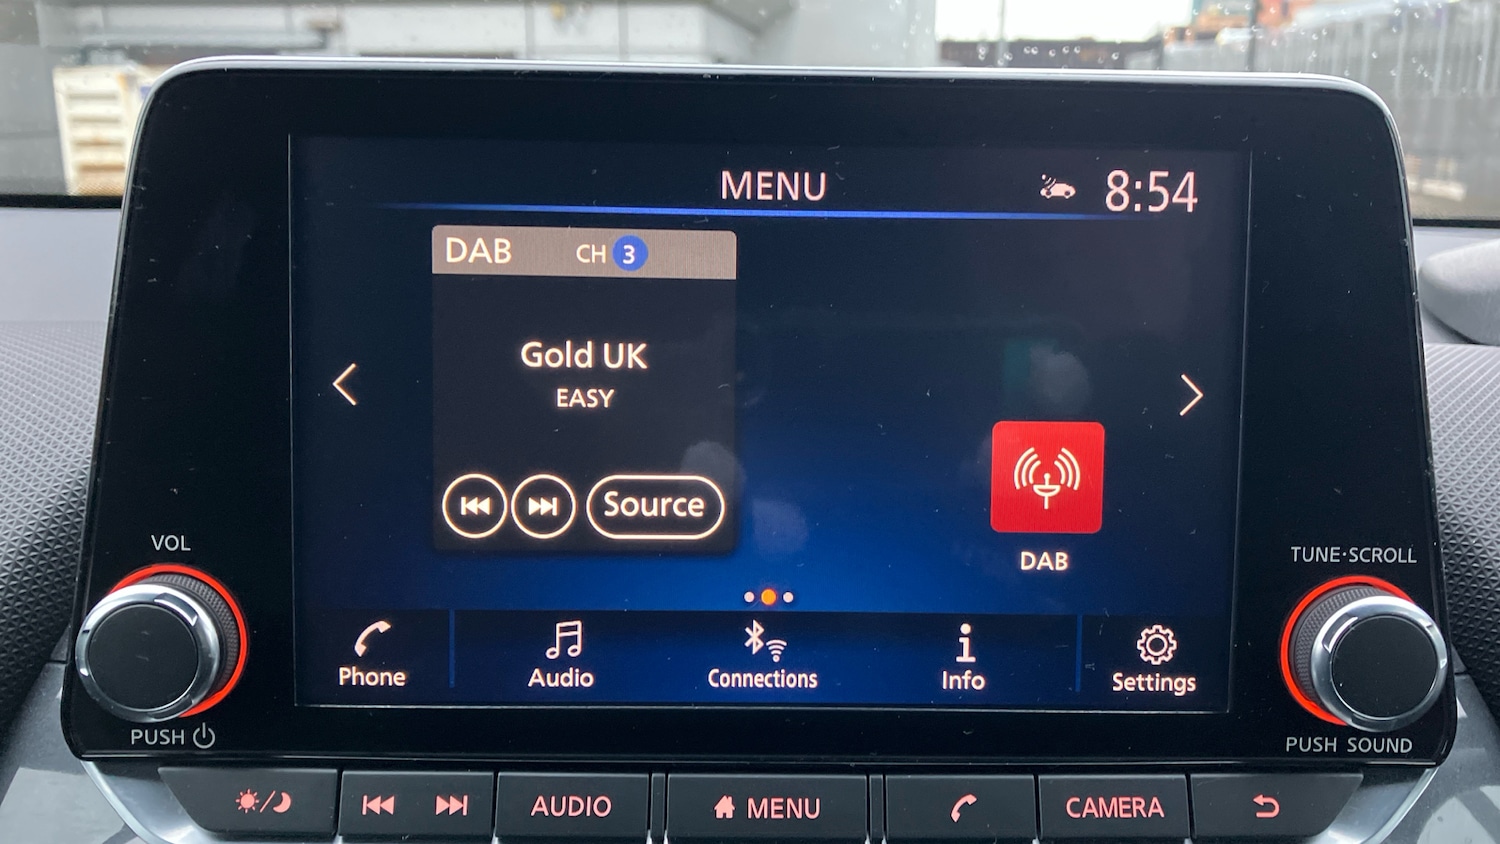 MENU
8:54
DAB CH 3
Gold UK
EASY
Source
DAB
VOL
TUNE·SCROLL
Phone
Audio
Connections
Info
Settings
PUSH
PUSH SOUND
AUDIO
MENU
CAMERA